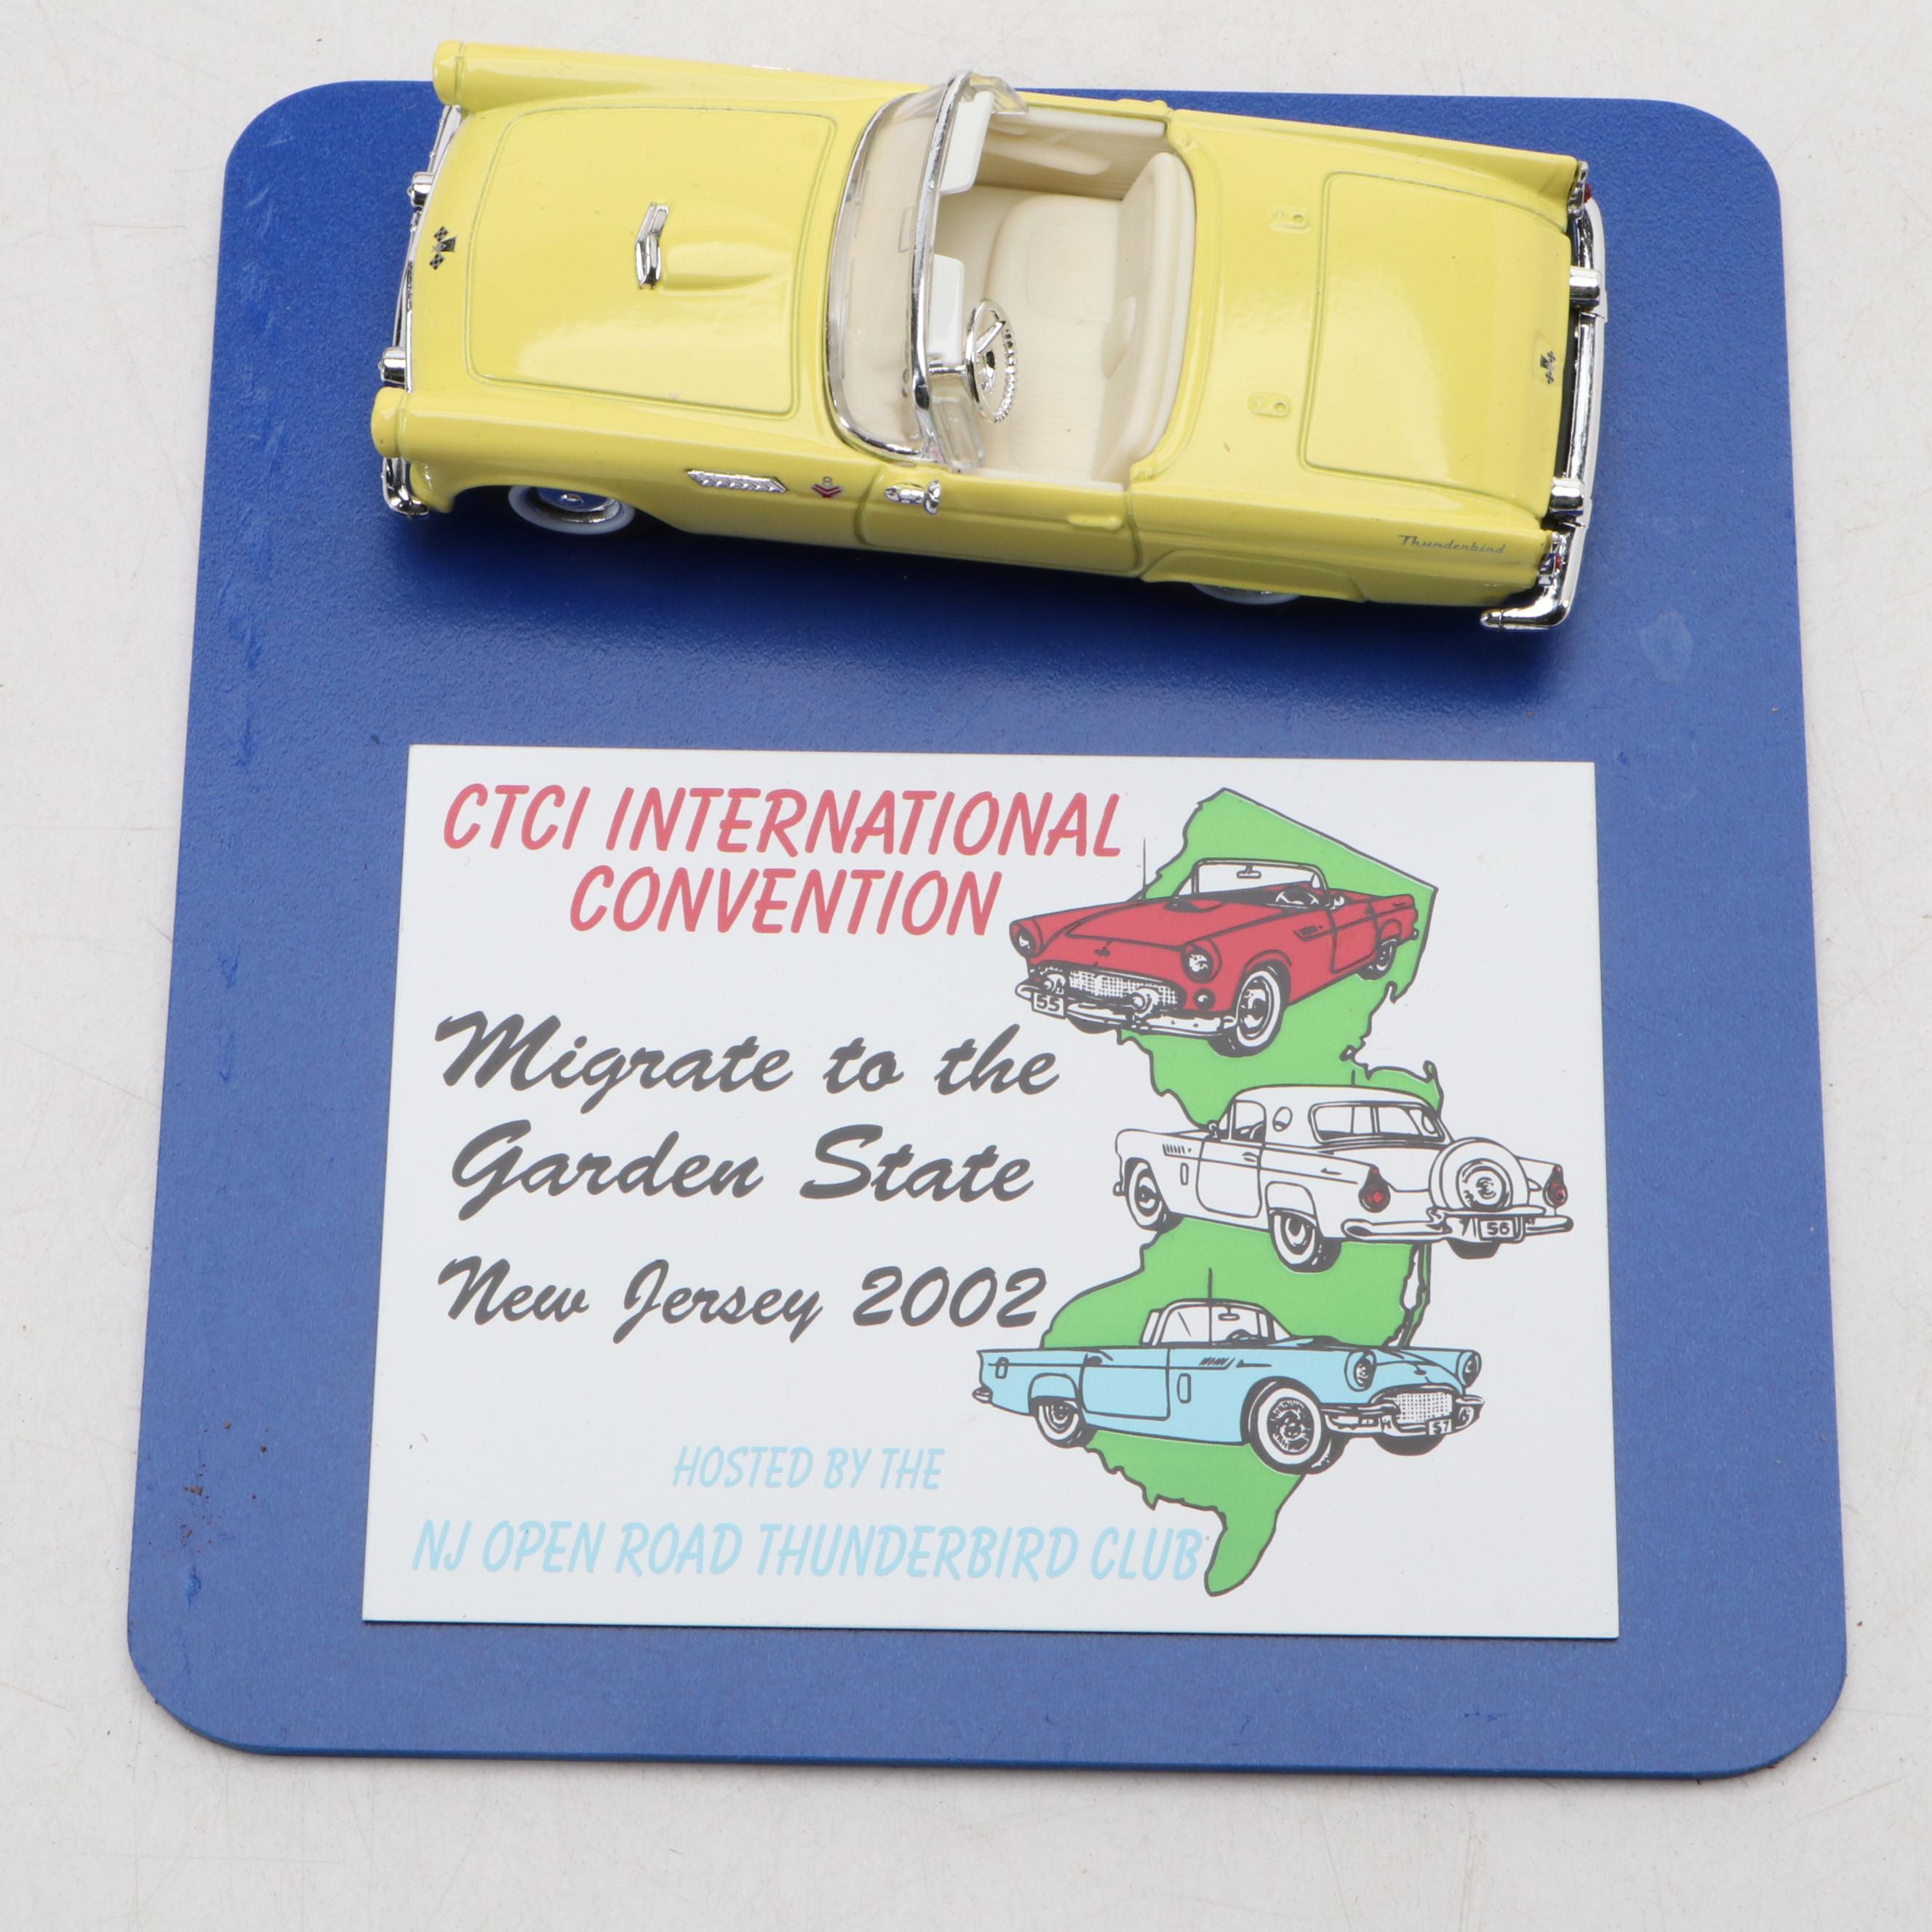 Thunderbird
CTCI INTERNATIONAL
CONVENTION
55
Migrate to the
Garden State
56
New Jersey 2002
57
HOSTED BY THE
NJ OPEN ROAD THUNDERBIRD CLUB